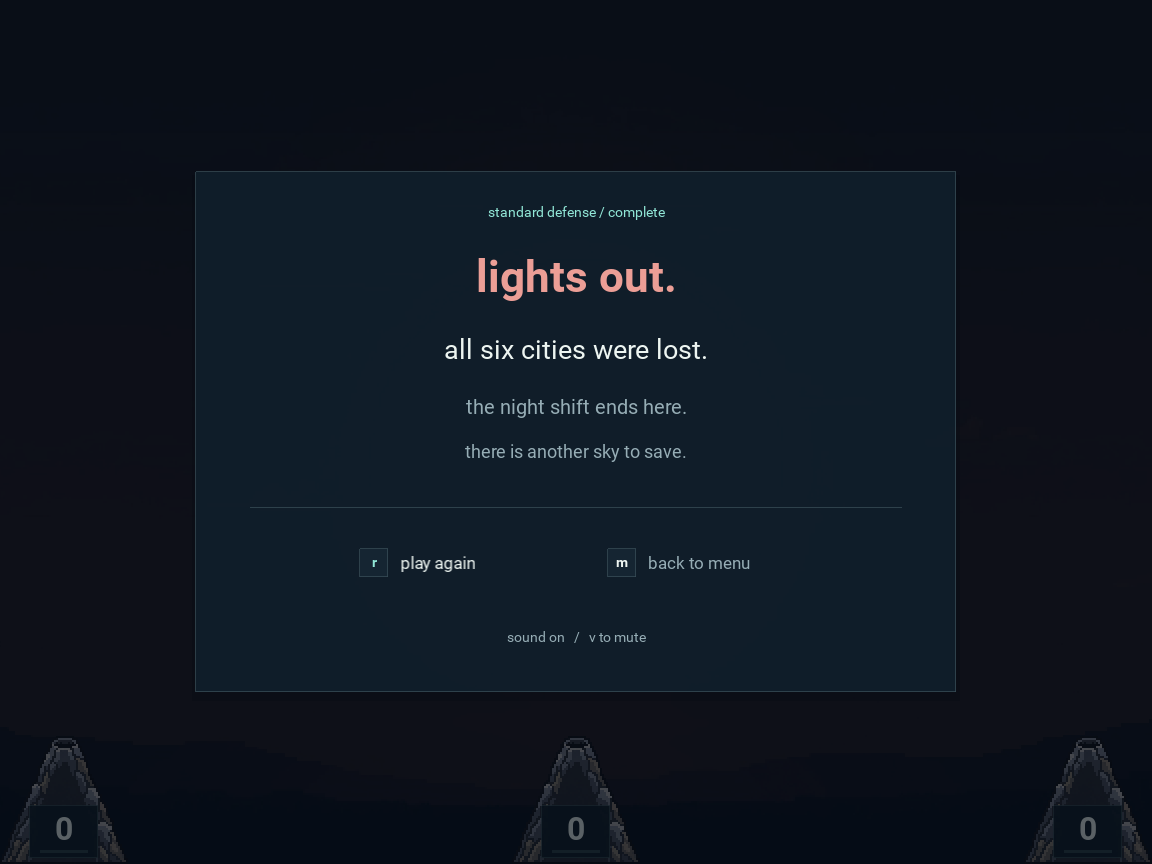 standard defense / complete
lights out.
all six cities were lost.
the night shift ends here.
there is another sky to save.
r play again m back to menu
sound on / v to mute
0 0 0